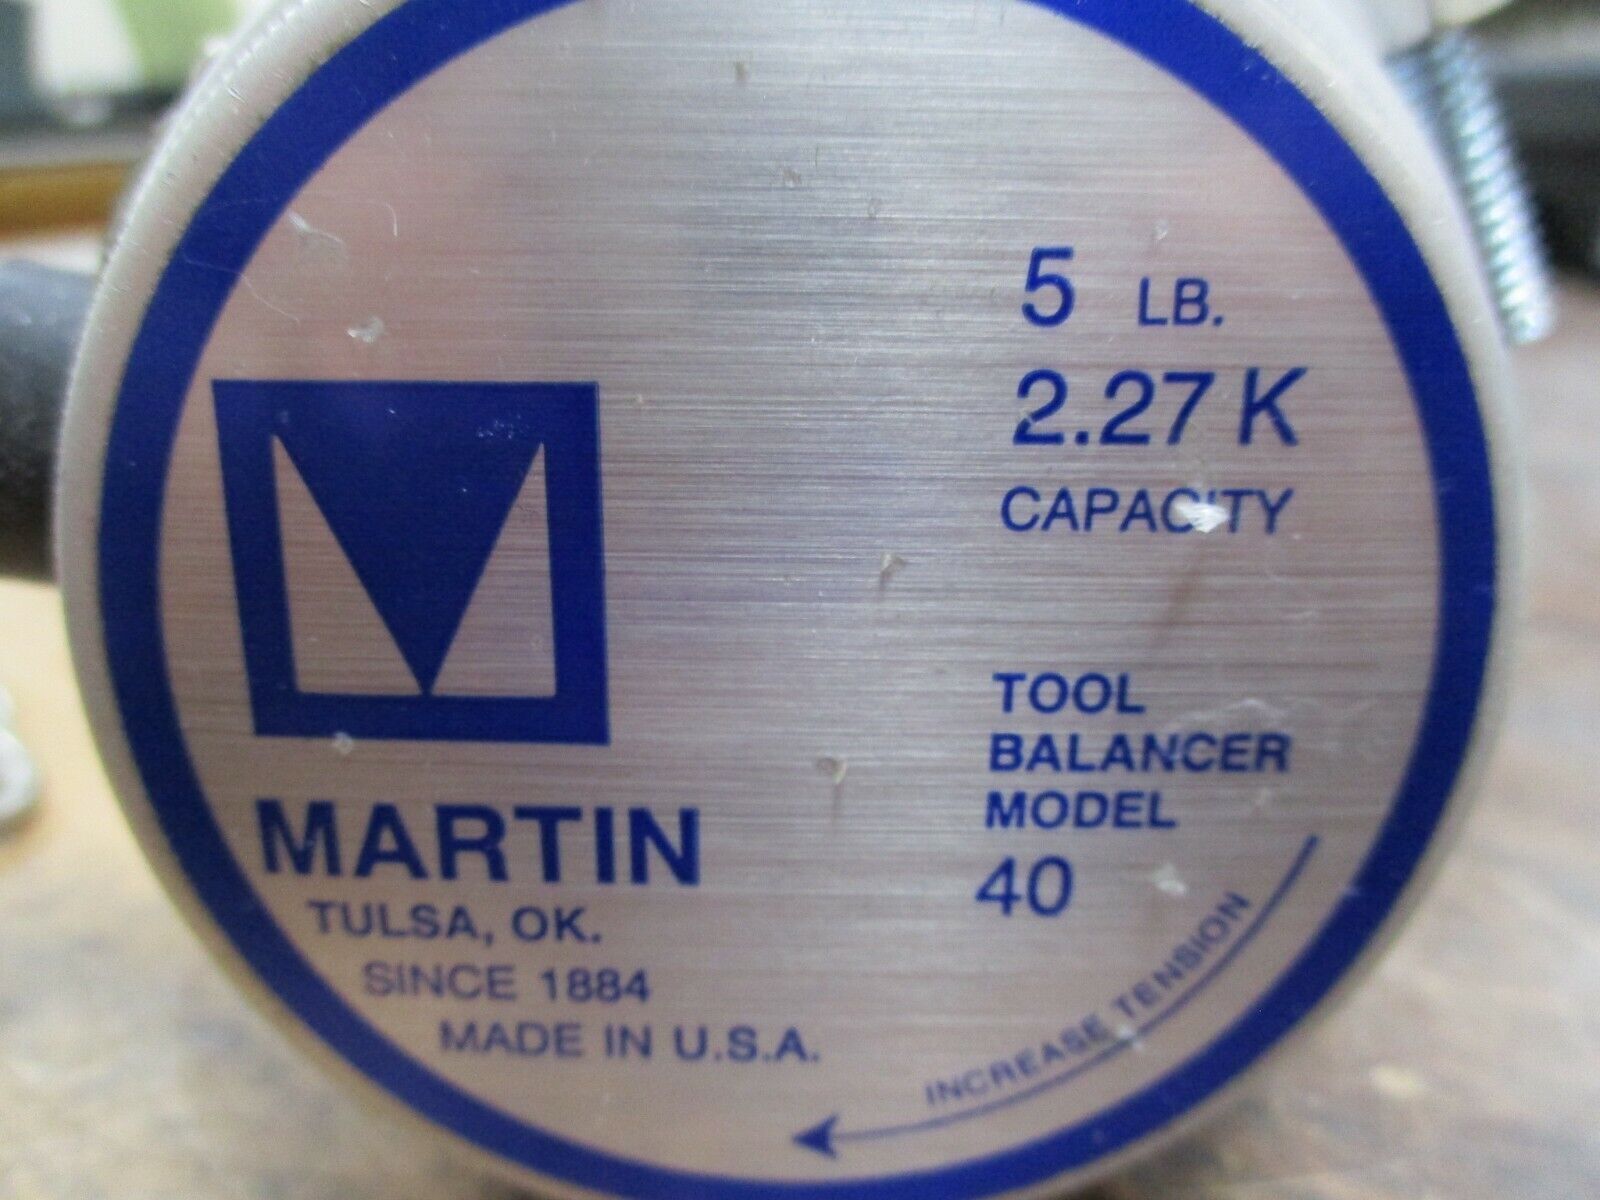 5 LB.
2.27 K
CAPACITY
TOOL
BALANCER
MODEL
40
MARTIN
TULSA, OK.
SINCE 1884
MADE IN U.S.A.
INCREASE TENSION